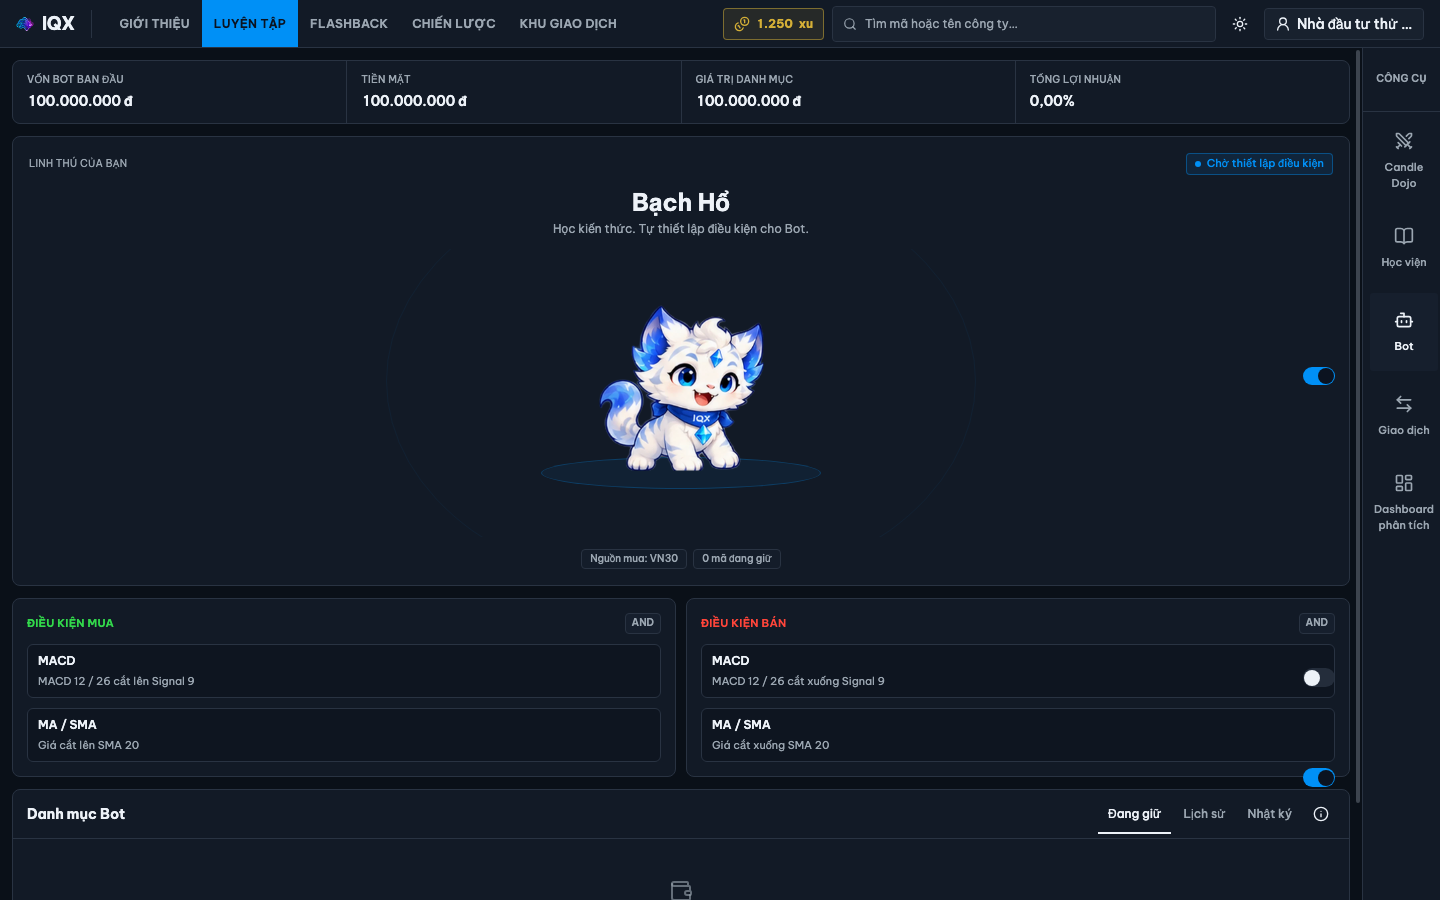 IQX
GIỚI THIỆU
LUYỆN TẬP
FLASHBACK
CHIẾN LƯỢC
KHU GIAO DỊCH
1.250 xu
Tìm mã hoặc tên công ty...
Nhà đầu tư thử ...
VỐN BOT BAN ĐẦU
100.000.000 đ
TIỀN MẶT
100.000.000 đ
GIÁ TRỊ DANH MỤC
100.000.000 đ
TỔNG LỢI NHUẬN
0,00%
CÔNG CỤ
Candle
Dojo
Học viện
Bot
Giao dịch
Dashboard
phân tích
LINH THÚ CỦA BẠN
Chờ thiết lập điều kiện
Bạch Hổ
Học kiến thức. Tự thiết lập điều kiện cho Bot.
IQX
Nguồn mua: VN30
0 mã đang giữ
ĐIỀU KIỆN MUA
AND
MACD
MACD 12 / 26 cắt lên Signal 9
MA / SMA
Giá cắt lên SMA 20
ĐIỀU KIỆN BÁN
AND
MACD
MACD 12 / 26 cắt xuống Signal 9
MA / SMA
Giá cắt xuống SMA 20
Danh mục Bot
Đang giữ
Lịch sử
Nhật ký